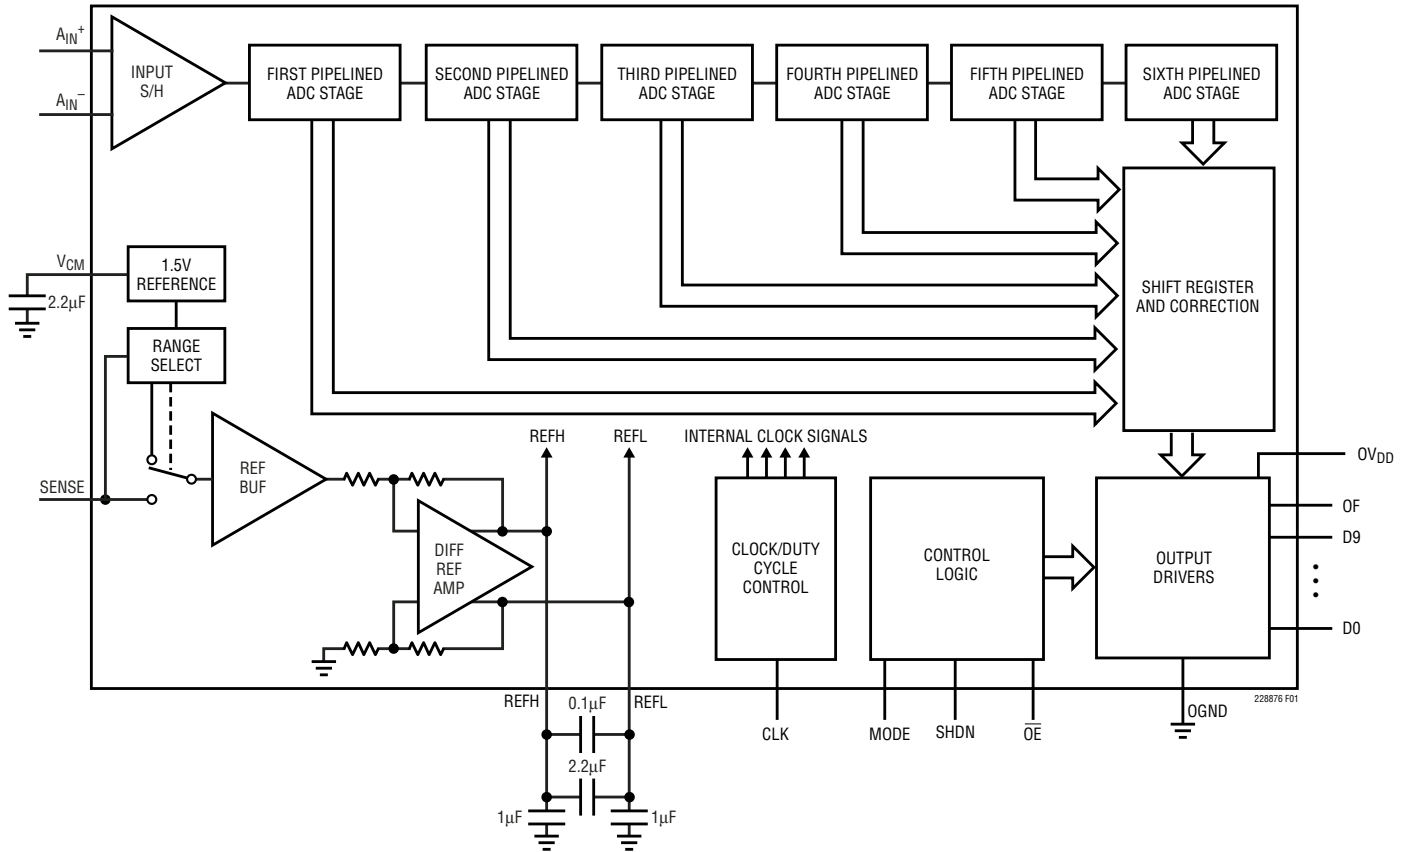 AIN+
AIN−
INPUT
S/H
FIRST PIPELINED
ADC STAGE
SECOND PIPELINED
ADC STAGE
THIRD PIPELINED
ADC STAGE
FOURTH PIPELINED
ADC STAGE
FIFTH PIPELINED
ADC STAGE
SIXTH PIPELINED
ADC STAGE
VCM
2.2µF
1.5V
REFERENCE
RANGE
SELECT
SHIFT REGISTER
AND CORRECTION
SENSE
REF
BUF
DIFF
REF
AMP
REFH
REFL
INTERNAL CLOCK SIGNALS
CLOCK/DUTY
CYCLE
CONTROL
CONTROL
LOGIC
OUTPUT
DRIVERS
OVDD
OF
D9
D0
REFH
0.1µF
REFL
2.2µF
1µF
1µF
CLK
MODE
SHDN
O̅E̅
OGND
228876 F01